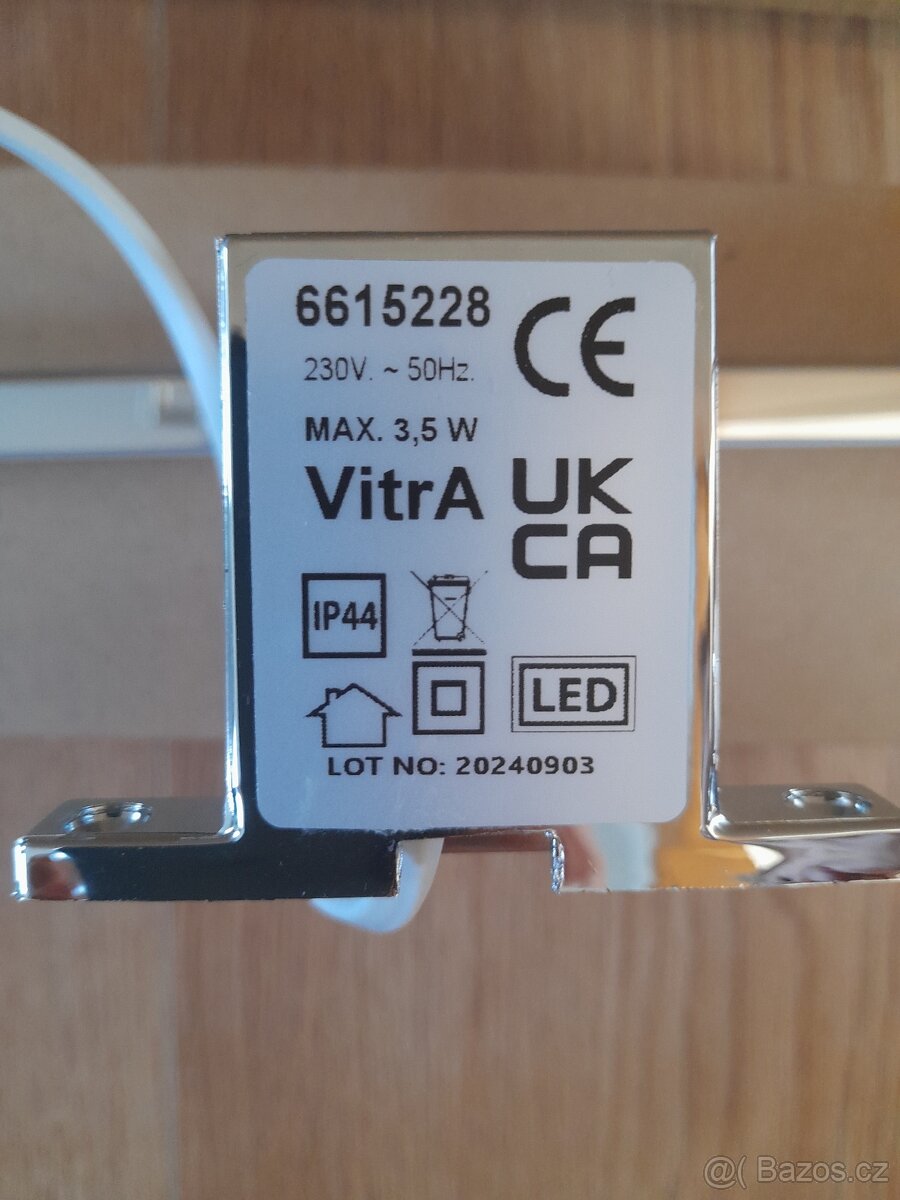 6615228
230V. ~ 50Hz.
MAX. 3,5 W
VitrA
CE
UK
CA
IP44
LED
LOT NO: 20240903
@( Bazos.cz